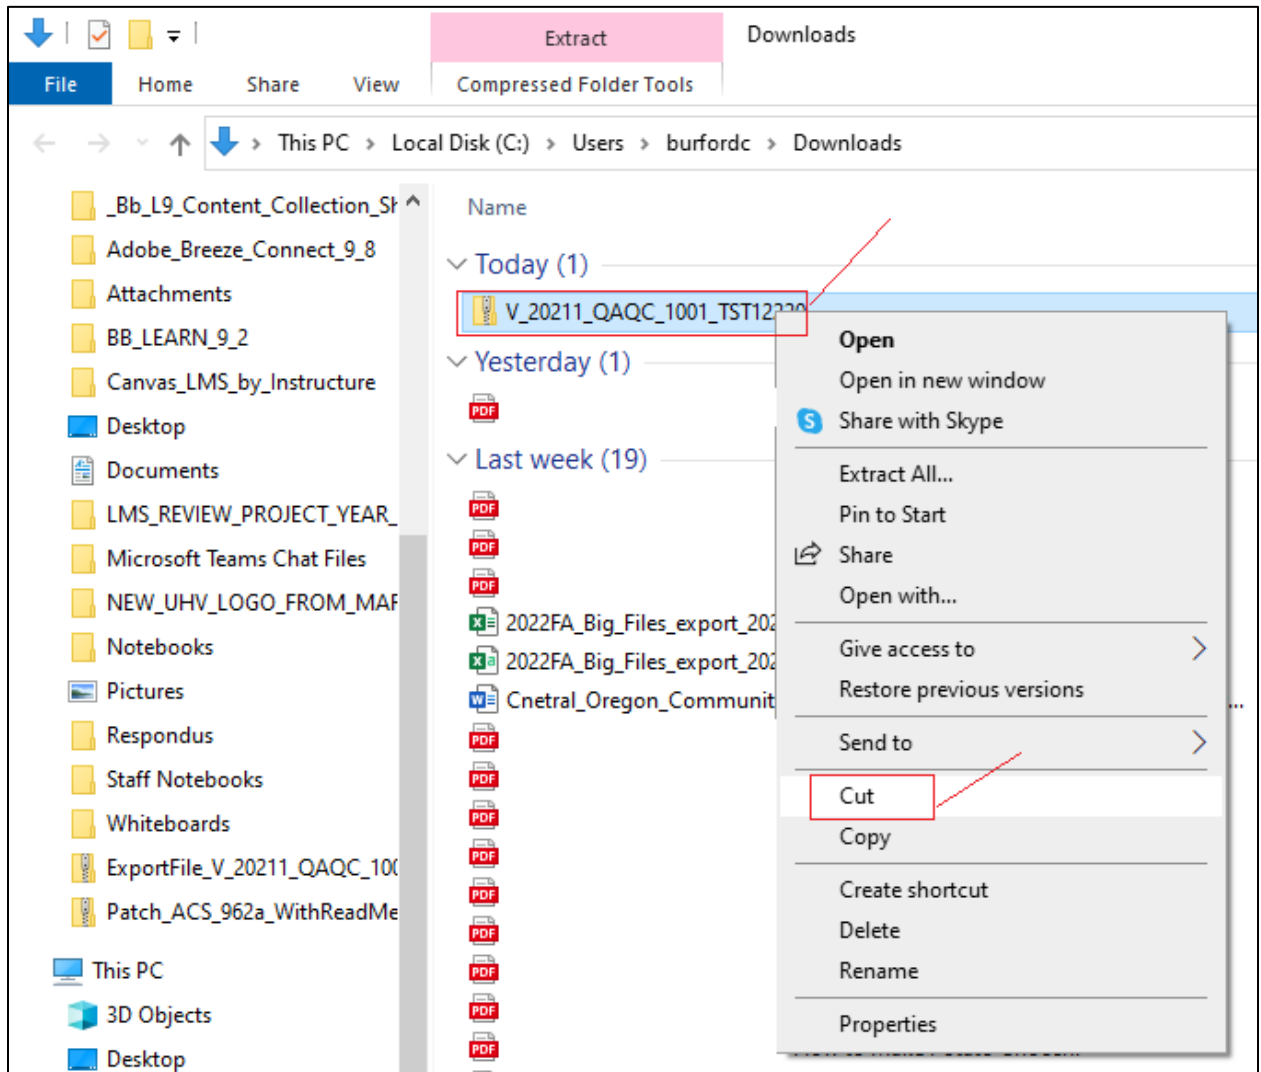 Extract
Downloads
File
Home
Share
View
Compressed Folder Tools
This PC > Local Disk (C:) > Users > burfordc > Downloads
_Bb_L9_Content_Collection_Sh
Adobe_Breeze_Connect_9_8
Attachments
BB_LEARN_9_2
Canvas_LMS_by_Instructure
Desktop
Documents
LMS_REVIEW_PROJECT_YEAR_
Microsoft Teams Chat Files
NEW_UHV_LOGO_FROM_MAR
Notebooks
Pictures
Respondus
Staff Notebooks
Whiteboards
ExportFile_V_20211_QAQC_100
Patch_ACS_962a_WithReadMe
This PC
3D Objects
Desktop
Name
Today (1)
V_20211_QAQC_1001_TST12220
Yesterday (1)
PDF
Last week (19)
PDF
PDF
PDF
2022FA_Big_Files_export_202
2022FA_Big_Files_export_202
Cnetral_Oregon_Communit
...
PDF
PDF
PDF
PDF
PDF
PDF
PDF
PDF
PDF
Open
Open in new window
Share with Skype
Extract All...
Pin to Start
Share
Open with...
Give access to
Restore previous versions
Send to
Cut
Copy
Create shortcut
Delete
Rename
Properties